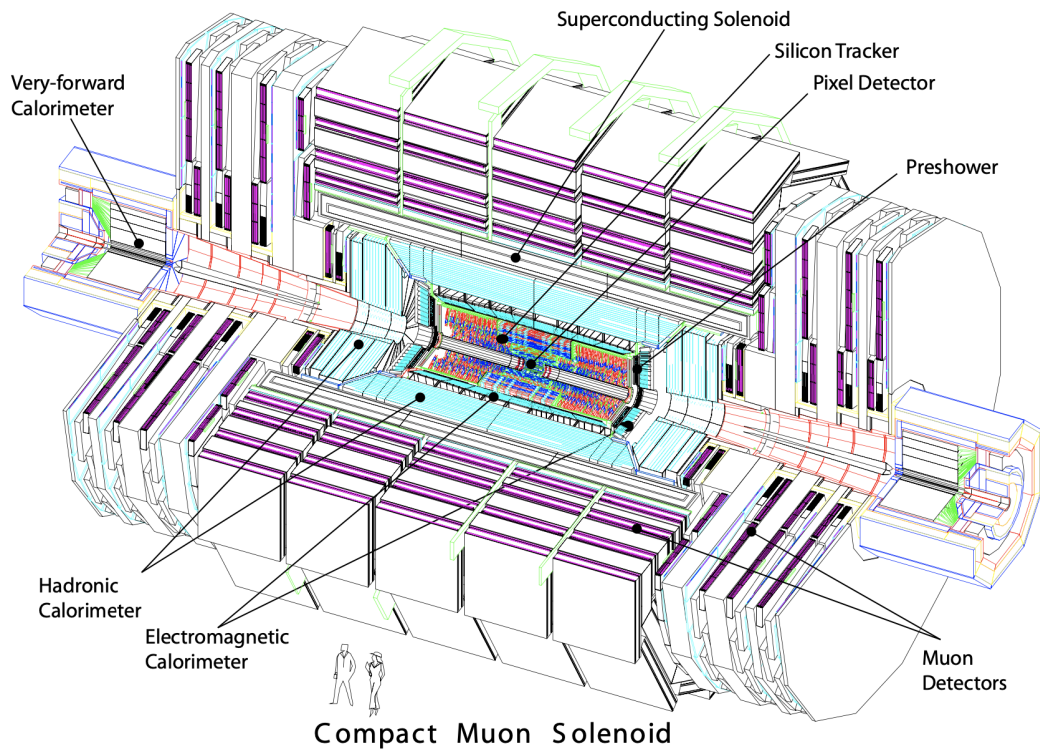 Superconducting Solenoid
Silicon Tracker
Pixel Detector
Very-forward
Calorimeter
Preshower
Hadronic
Calorimeter
Electromagnetic
Calorimeter
Muon
Detectors
Compact Muon Solenoid